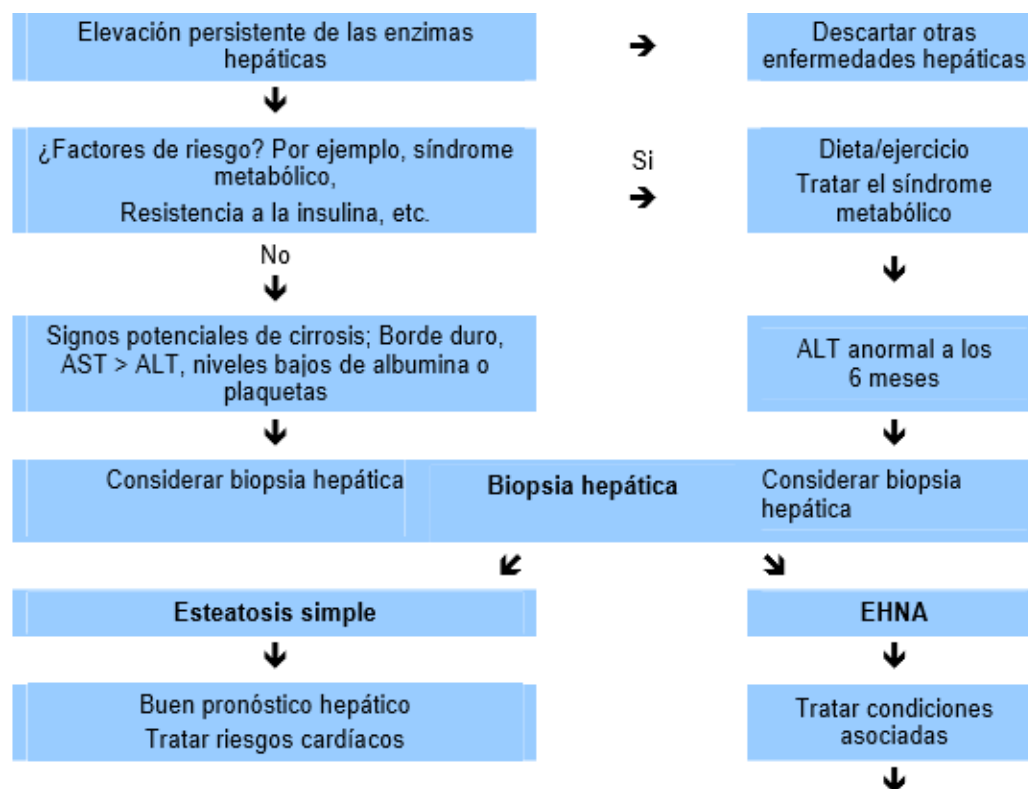 Elevación persistente de las enzimas
hepáticas
➔
Descartar otras
enfermedades hepáticas
¿Factores de riesgo? Por ejemplo, síndrome
metabólico,
Resistencia a la insulina, etc.
Si
Dieta/ejercicio
Tratar el síndrome
metabólico
No
Signos potenciales de cirrosis; Borde duro,
AST > ALT, niveles bajos de albumina o
plaquetas
ALT anormal a los
6 meses
Considerar biopsia hepática
Biopsia hepática
Considerar biopsia
hepática
Esteatosis simple
EHNA
Buen pronóstico hepático
Tratar riesgos cardíacos
Tratar condiciones
asociadas